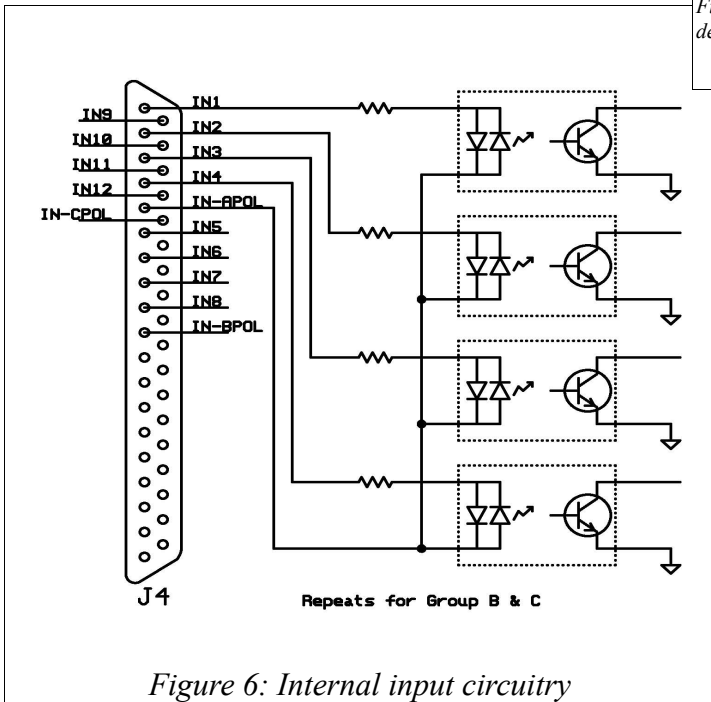 IN1
IN9
IN2
IN10
IN3
IN11
IN4
IN12
IN-APOL
IN-CPOL
IN5
IN6
IN7
IN8
IN-BPOL
J4
Repeats for Group B & C
Figure 6: Internal input circuitry